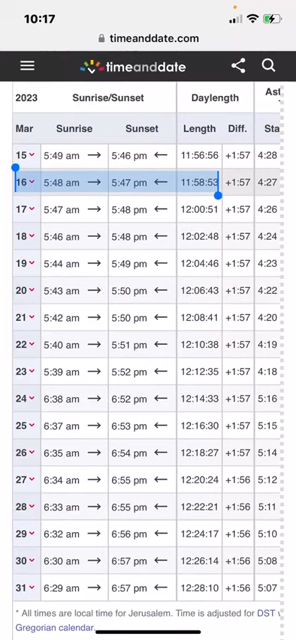 10:17
timeanddate.com
timeanddate
2023 Sunrise/Sunset Daylength Ast
Mar Sunrise Sunset Length Diff. Sta
15 5:49 am → 5:46 pm ← 11:56:56 +1:57 4:28
16 5:48 am → 5:47 pm ← 11:58:53 +1:57 4:27
17 5:47 am → 5:48 pm ← 12:00:51 +1:57 4:26
18 5:46 am → 5:48 pm ← 12:02:48 +1:57 4:24
19 5:44 am → 5:49 pm ← 12:04:46 +1:57 4:23
20 5:43 am → 5:50 pm ← 12:06:43 +1:57 4:22
21 5:42 am → 5:50 pm ← 12:08:41 +1:57 4:20
22 5:40 am → 5:51 pm ← 12:10:38 +1:57 4:19
23 5:39 am → 5:52 pm ← 12:12:35 +1:57 4:18
24 6:38 am → 6:52 pm ← 12:14:33 +1:57 5:16
25 6:37 am → 6:53 pm ← 12:16:30 +1:57 5:15
26 6:35 am → 6:54 pm ← 12:18:27 +1:57 5:14
27 6:34 am → 6:55 pm ← 12:20:24 +1:56 5:12
28 6:33 am → 6:55 pm ← 12:22:21 +1:56 5:11
29 6:32 am → 6:56 pm ← 12:24:17 +1:56 5:10
30 6:30 am → 6:57 pm ← 12:26:14 +1:56 5:08
31 6:29 am → 6:57 pm ← 12:28:10 +1:56 5:07
* All times are local time for Jerusalem. Time is adjusted for DST
Gregorian calendar.